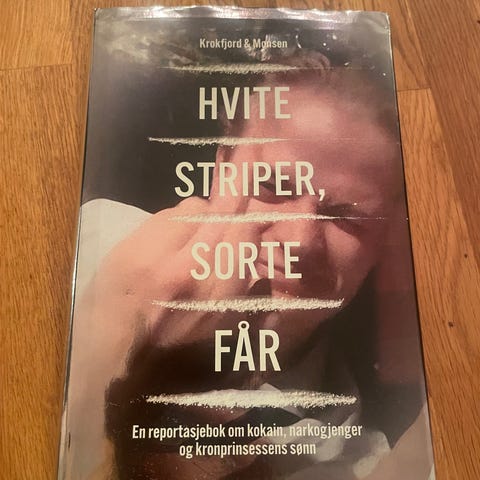 Krokfjord & Monsen
HVITE
STRIPER,
SORTE
FÅR
En reportasjebok om kokain, narkogjenger
og kronprinsessens sønn